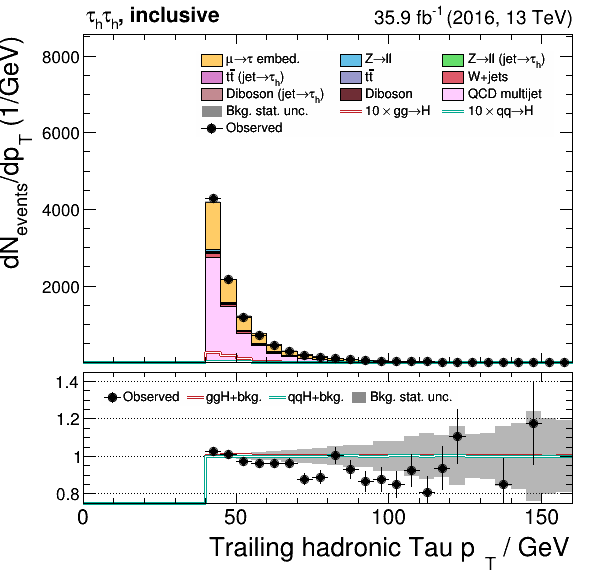 τhτh, inclusive 35.9 fb-1 (2016, 13 TeV)
dNevents/dpT (1/GeV)
8000
6000
4000
2000
μ→τ embed. Z→ll Z→ll (jet→τh)
tt̄ (jet→τh) tt̄ W+jets
Diboson (jet→τh) Diboson QCD multijet
Bkg. stat. unc. 10 × gg→H 10 × qq→H
Observed
1.4
1.2
1
0.8
Observed ggH+bkg. qqH+bkg. Bkg. stat. unc.
0 50 100 150
Trailing hadronic Tau p T / GeV